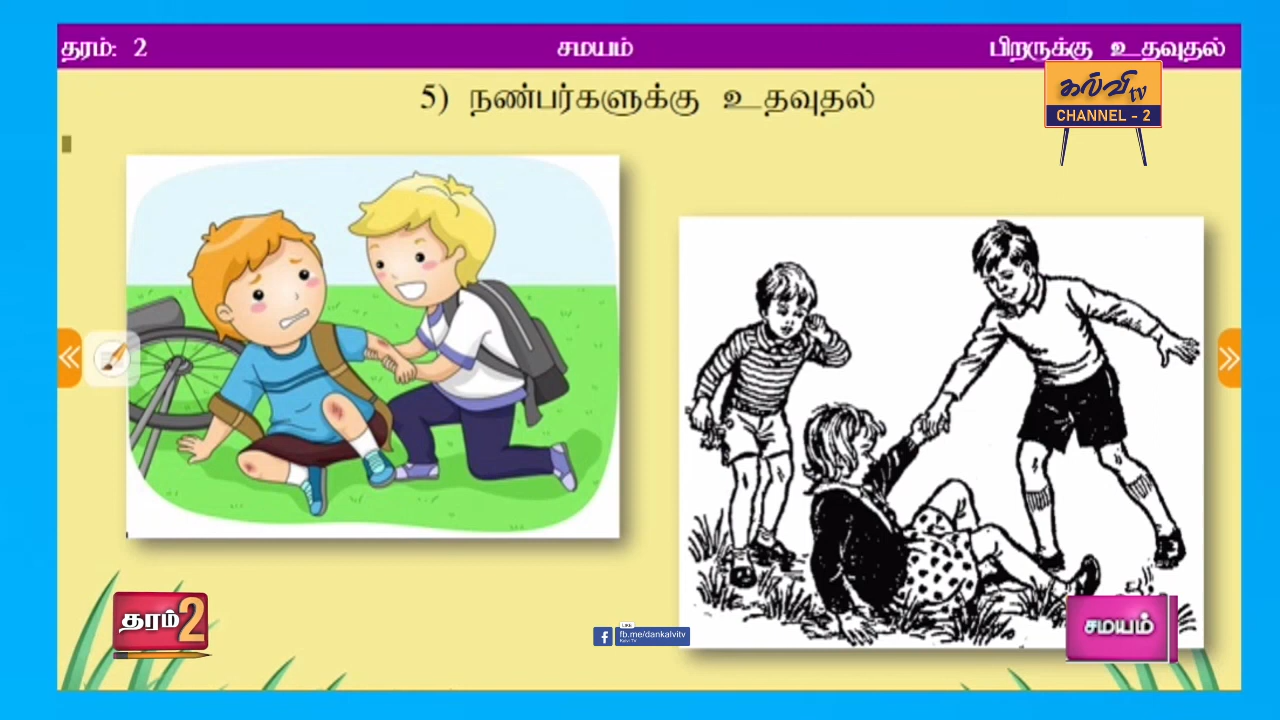 தரம்: 2 சமயம் பிறருக்கு உதவுதல்
கல்வி tv
CHANNEL - 2
5) நண்பர்களுக்கு உதவுதல்
தரம் 2
LIKE
fb.me/dankalvitv
சமயம்